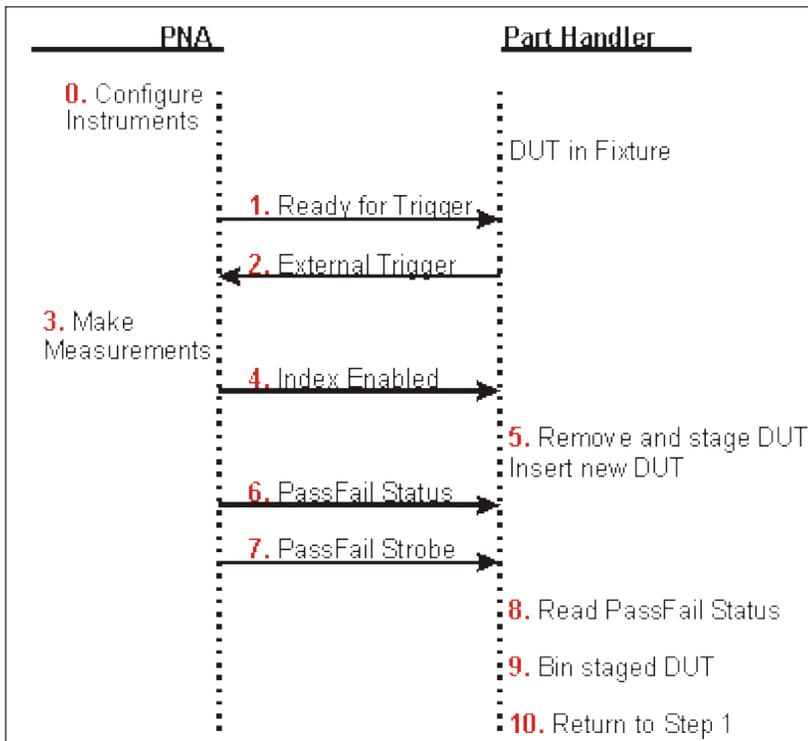 PNA
Part Handler
0. Configure
Instruments
DUT in Fixture
1. Ready for Trigger
2. External Trigger
3. Make
Measurements
4. Index Enabled
5. Remove and stage DUT
Insert new DUT
6. PassFail Status
7. PassFail Strobe
8. Read PassFail Status
9. Bin staged DUT
10. Return to Step 1